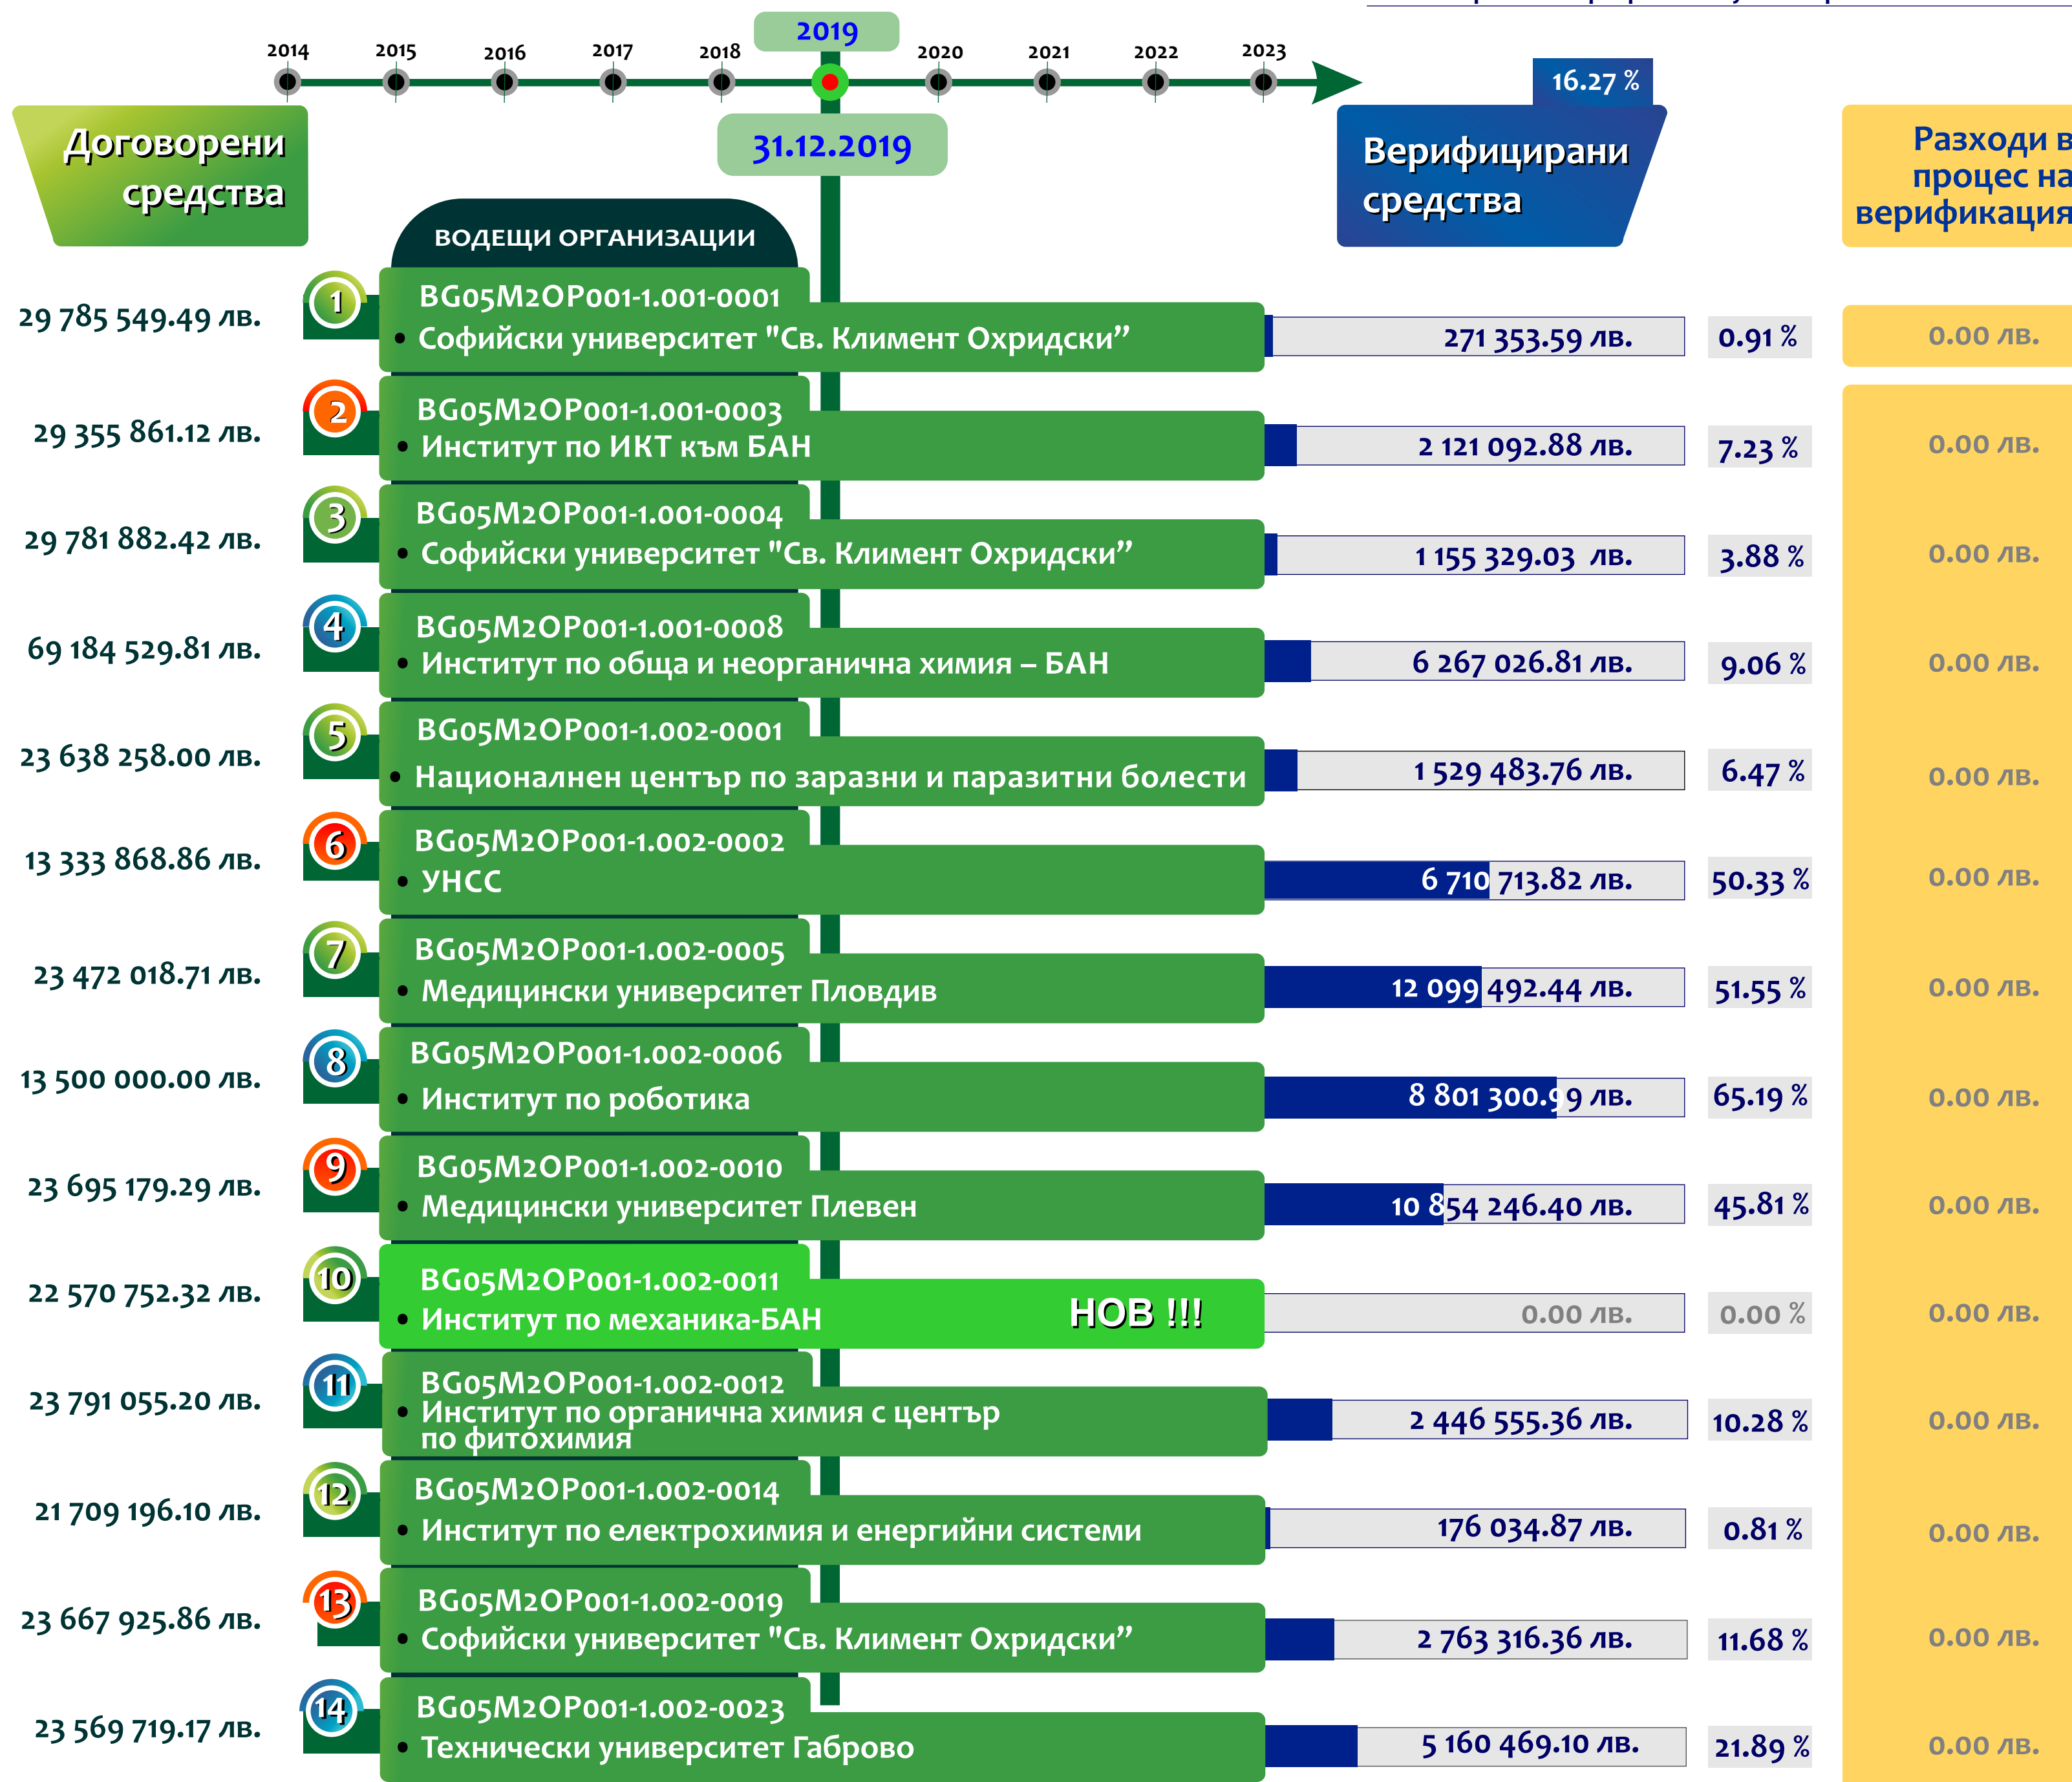 2014 2015 2016 2017 2018 2019 2020 2021 2022 2023
16.27 %
31.12.2019
Договорени
средства
Верифицирани
средства
Разходи в
процес на
верификация
ВОДЕЩИ ОРГАНИЗАЦИИ
29 785 549.49 лв. 1 BG05M2OP001-1.001-0001
• Софийски университет "Св. Климент Охридски” 271 353.59 лв. 0.91 % 0.00 лв.
29 355 861.12 лв. 2 BG05M2OP001-1.001-0003
• Институт по ИКТ към БАН 2 121 092.88 лв. 7.23 % 0.00 лв.
29 781 882.42 лв. 3 BG05M2OP001-1.001-0004
• Софийски университет "Св. Климент Охридски” 1 155 329.03 лв. 3.88 % 0.00 лв.
69 184 529.81 лв. 4 BG05M2OP001-1.001-0008
• Институт по обща и неорганична химия – БАН 6 267 026.81 лв. 9.06 % 0.00 лв.
23 638 258.00 лв. 5 BG05M2OP001-1.002-0001
• Националнен център по заразни и паразитни болести 1 529 483.76 лв. 6.47 % 0.00 лв.
13 333 868.86 лв. 6 BG05M2OP001-1.002-0002
• УНСС 6 710 713.82 лв. 50.33 % 0.00 лв.
23 472 018.71 лв. 7 BG05M2OP001-1.002-0005
• Медицински университет Пловдив 12 099 492.44 лв. 51.55 % 0.00 лв.
13 500 000.00 лв. 8 BG05M2OP001-1.002-0006
• Институт по роботика 8 801 300.99 лв. 65.19 % 0.00 лв.
23 695 179.29 лв. 9 BG05M2OP001-1.002-0010
• Медицински университет Плевен 10 854 246.40 лв. 45.81 % 0.00 лв.
22 570 752.32 лв. 10 BG05M2OP001-1.002-0011
• Институт по механика-БАН НОВ !!! 0.00 лв. 0.00 % 0.00 лв.
23 791 055.20 лв. 11 BG05M2OP001-1.002-0012
• Институт по органична химия с център
по фитохимия 2 446 555.36 лв. 10.28 % 0.00 лв.
21 709 196.10 лв. 12 BG05M2OP001-1.002-0014
• Институт по електрохимия и енергийни системи 176 034.87 лв. 0.81 % 0.00 лв.
23 667 925.86 лв. 13 BG05M2OP001-1.002-0019
• Софийски университет "Св. Климент Охридски” 2 763 316.36 лв. 11.68 % 0.00 лв.
23 569 719.17 лв. 14 BG05M2OP001-1.002-0023
• Технически университет Габрово 5 160 469.10 лв. 21.89 % 0.00 лв.